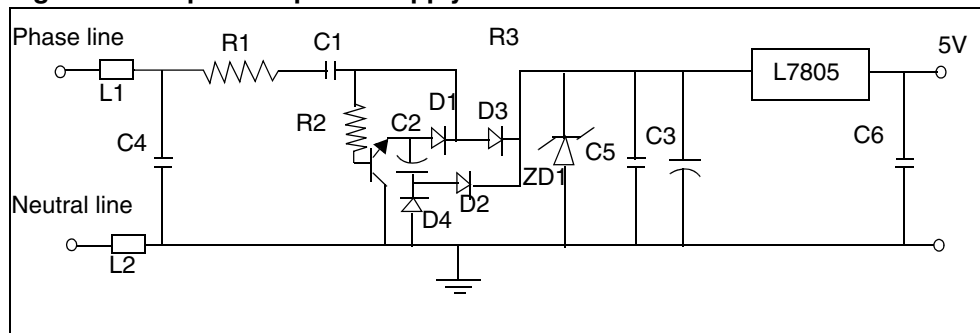 Phase line
R1
C1
R3
5V
L7805
L1
D1
D3
R2
C2
C4
C5
C3
C6
ZD1
D2
Neutral line
D4
L2